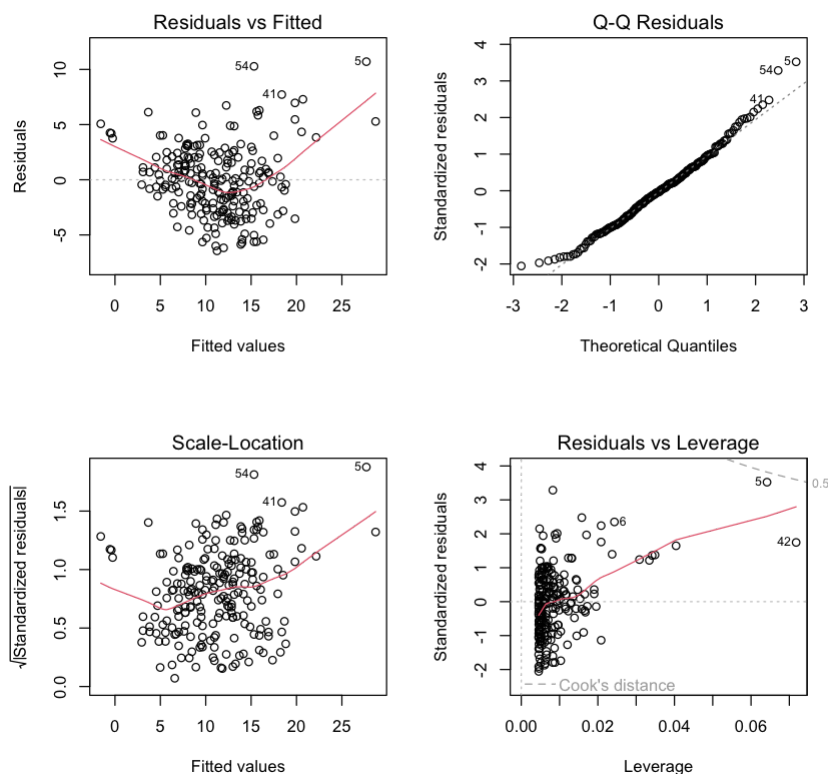 Residuals vs Fitted
Residuals
10
5
0
-5
54
5
41
0 5 10 15 20 25
Fitted values
Q-Q Residuals
Standardized residuals
4
3
2
1
0
-1
-2
54
5
41
-3 -2 -1 0 1 2 3
Theoretical Quantiles
Scale-Location
√|Standardized residuals|
1.5
1.0
0.5
0.0
54
5
41
0 5 10 15 20 25
Fitted values
Residuals vs Leverage
Standardized residuals
4
3
2
1
0
-1
-2
5
0.5
6
42
Cook's distance
0.00 0.02 0.04 0.06
Leverage